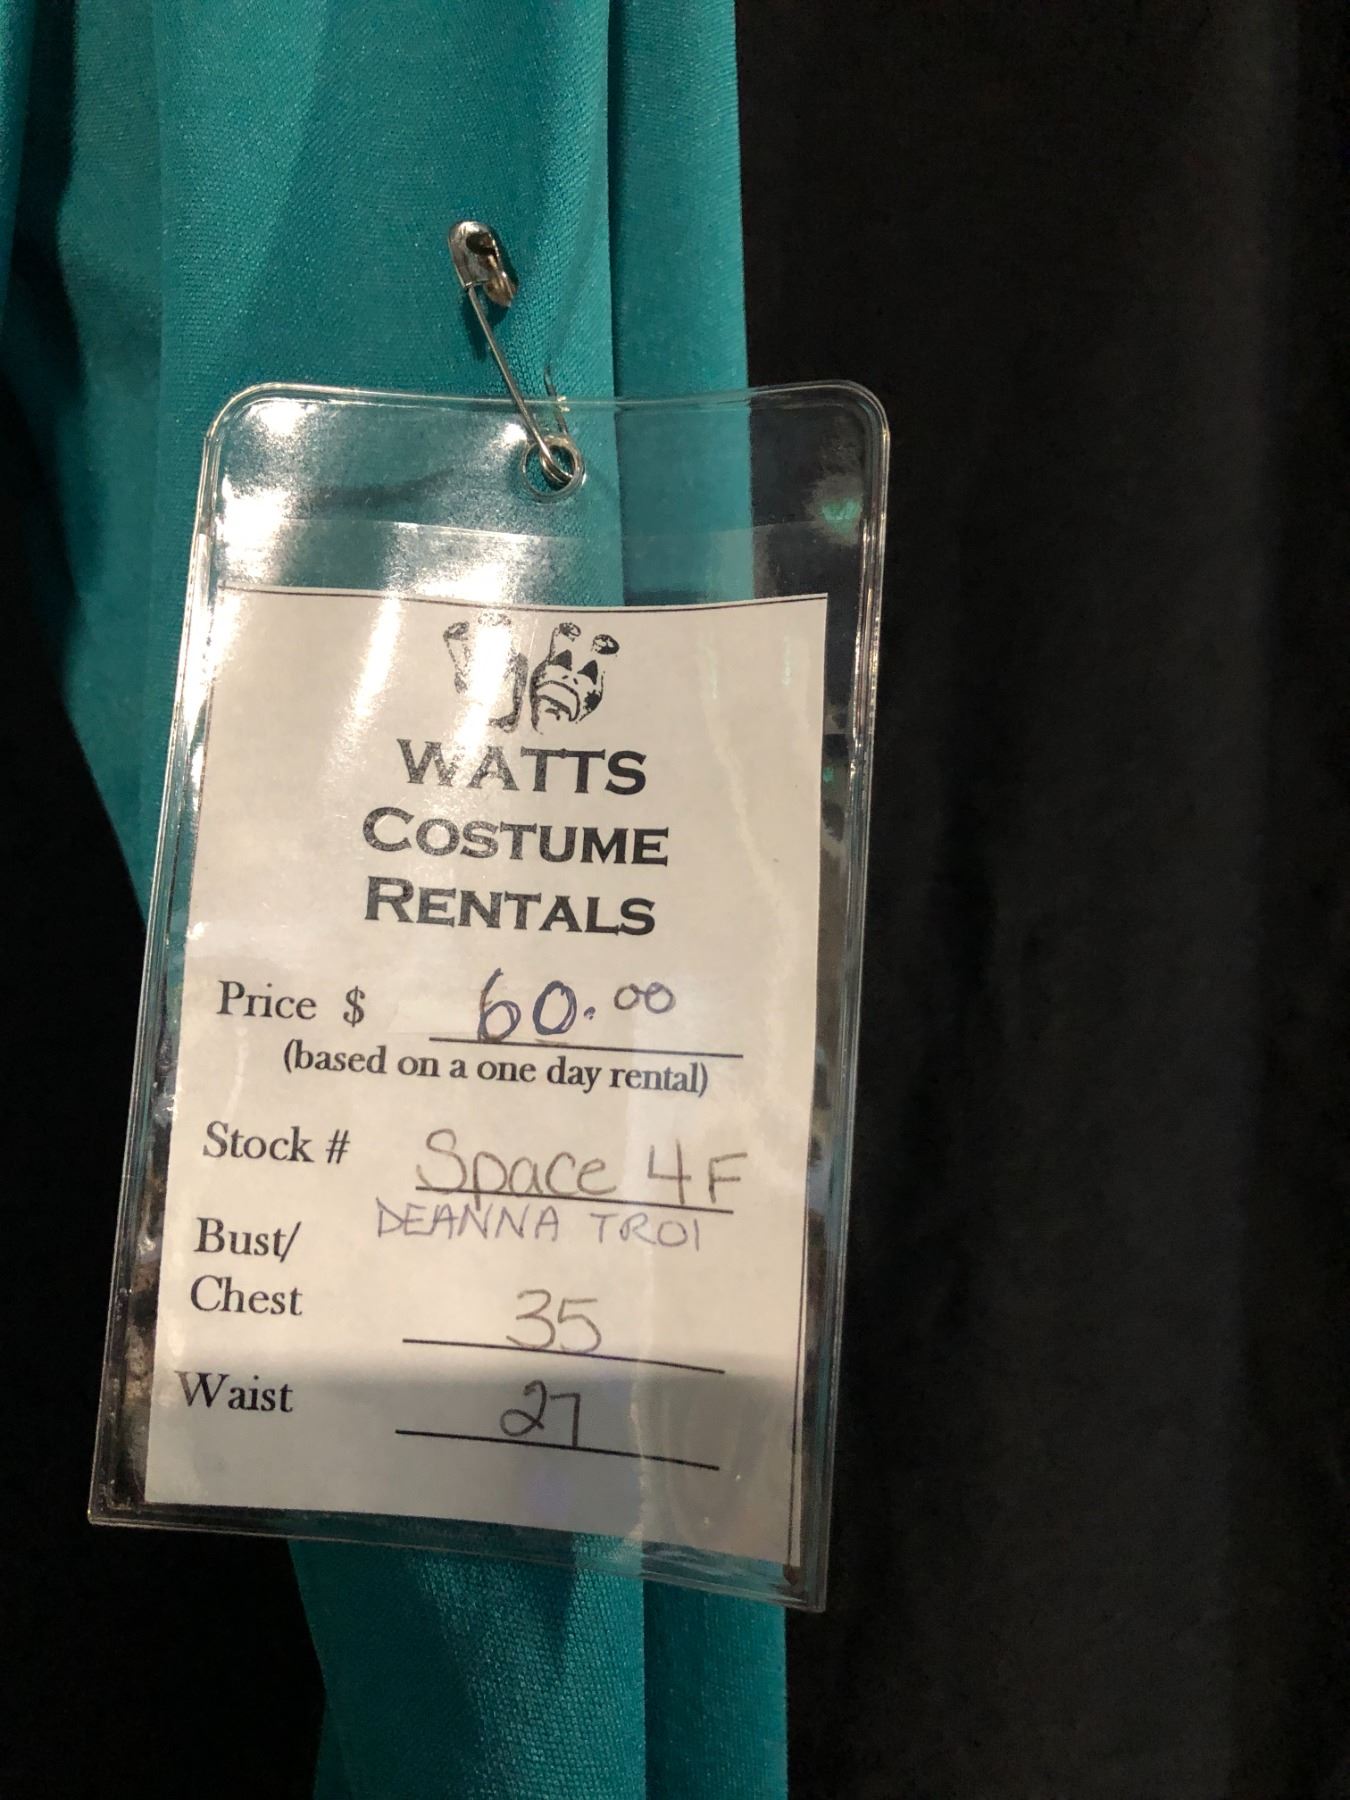 WATTS
COSTUME
RENTALS
Price $ 60.00
(based on a one day rental)
Stock # Space 4F
DEANNA TROI
Bust/
Chest 35
Waist 27